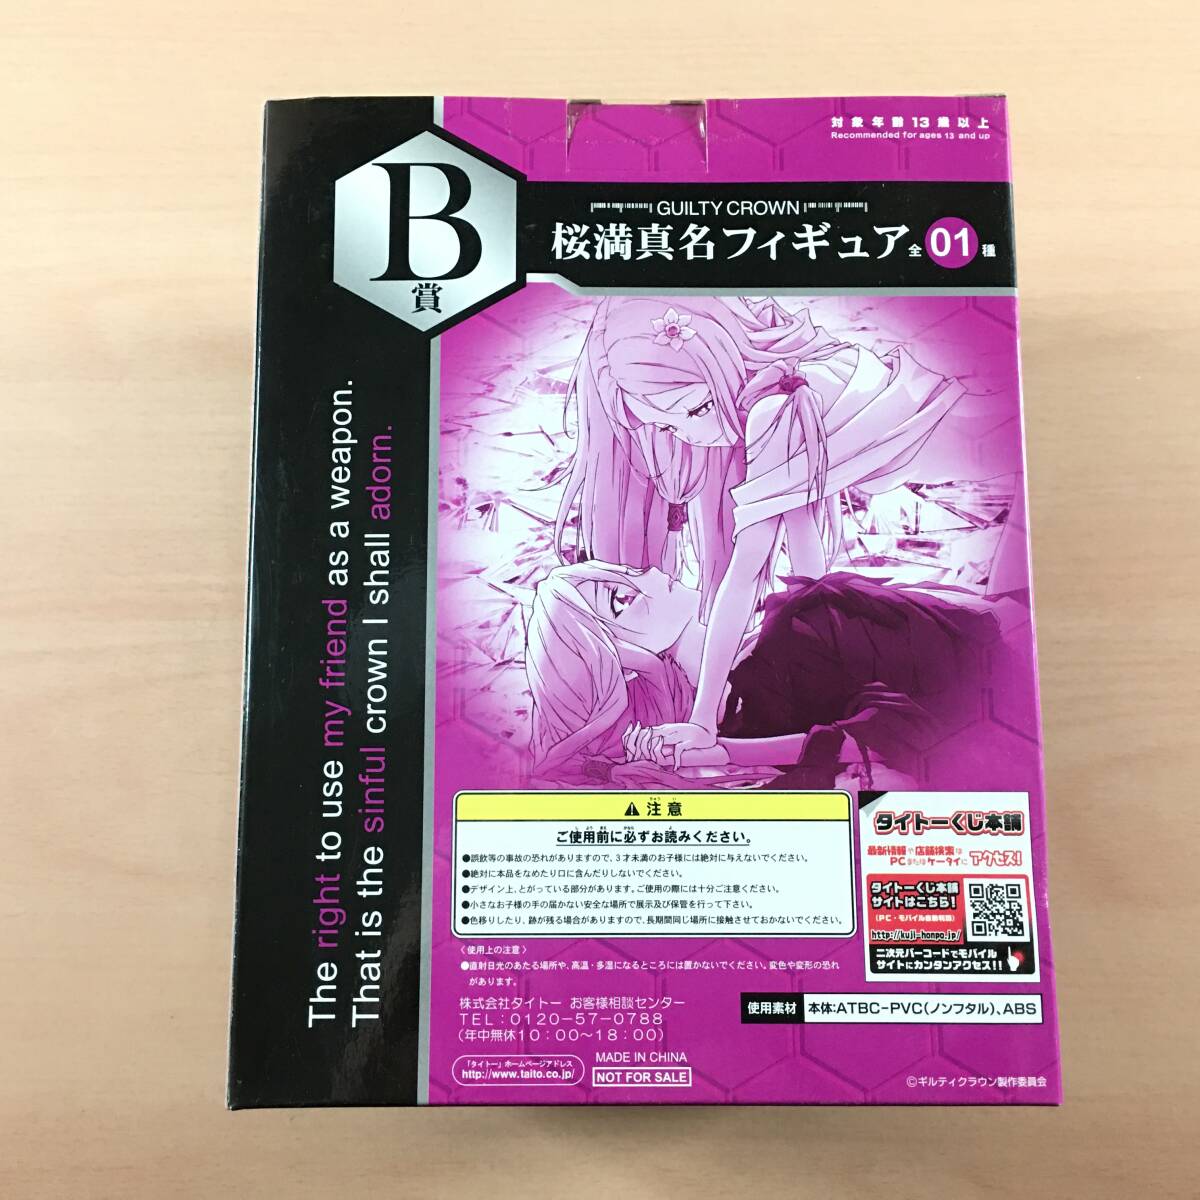 対象年齢13歳以上
Recommended for ages 13 and up
B
賞
GUILTY CROWN
桜満真名フィギュア 全 01 種
The right to use my friend as a weapon.
That is the sinful crown I shall adorn.
⚠注意
ご使用前に必ずお読みください。
●誤飲等の事故の恐れがありますので、3才未満のお子様には絶対に与えないでください。
●絶対に本品をなめたり口に含んだりしないでください。
●デザイン上、とがっている部分があります。ご使用の際には十分ご注意ください。
●小さなお子様の手の届かない安全な場所で展示及び保管を行って下さい。
●色移りしたり、跡が残る場合がありますので、長期間同じ場所に接触させておかないでください。
〈使用上の注意〉
●直射日光のあたる場所や、高温・多湿になるところには置かないでください。変色や変形の恐れ
があります。
株式会社タイトー お客様相談センター
TEL:0120-57-0788
(年中無休10:00~18:00)
「タイトー」ホームページアドレス
http://www.taito.co.jp/
MADE IN CHINA
NOT FOR SALE
タイトーくじ本舗
最新情報や店舗検索は
PCまたはケータイに アクセス!
タイトーくじ本舗
サイトはこちら!
(PC・モバイル自動判別)
http://kuji-honpo.jp/
二次元バーコードでモバイル
サイトにカンタンアクセス!!
使用素材 本体:ATBC-PVC(ノンフタル)、ABS
©ギルティクラウン製作委員会